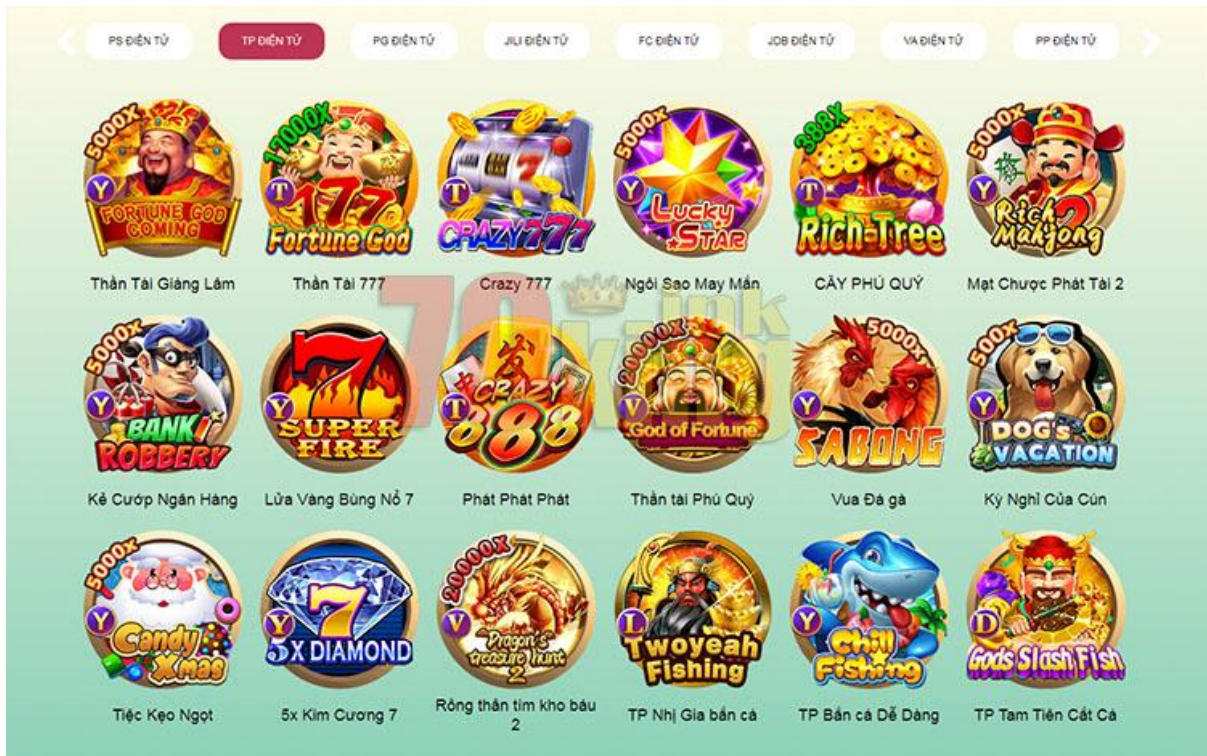 PS ĐIỆN TỬ
TP ĐIỆN TỬ
PG ĐIỆN TỬ
JILI ĐIỆN TỬ
FC ĐIỆN TỬ
JDB ĐIỆN TỬ
VA ĐIỆN TỬ
PP ĐIỆN TỬ
5000X
Y
FORTUNE GOD
COMING
17000X
T
777
Fortune God
T
CRAZY 777
5000X
Y
Lucky
STAR
388X
T
Rich-Tree
5000X
Y
Rich 2
Mahjong
Thần Tài Giáng Lâm
Thần Tài 777
Crazy 777
Ngôi Sao May Mắn
CÂY PHÚ QUÝ
Mạt Chược Phát Tài 2
79king
ink
5000X
Y
BANK
ROBBERY
7
Y
SUPER
FIRE
发
T
CRAZY
888
20000X
V
God of Fortune
5000X
Y
SABONG
500X
Y
DOG's
VACATION
Kẻ Cướp Ngân Hàng
Lửa Vàng Bùng Nổ 7
Phát Phát Phát
Thần tài Phú Quý
Vua Đá gà
Kỳ Nghỉ Của Cún
5000X
Y
Candy
Xmas
7
Y
5X DIAMOND
20000X
V
Dragon's
treasure hunt
2
L
Twoyeah
Fishing
Y
Chill
Fishing
D
Gods Slash Fish
Tiệc Kẹo Ngọt
5x Kim Cương 7
Rồng thần tìm kho báu
2
TP Nhị Gia bắn cá
TP Bắn cá Dễ Dàng
TP Tam Tiên Cắt Cá